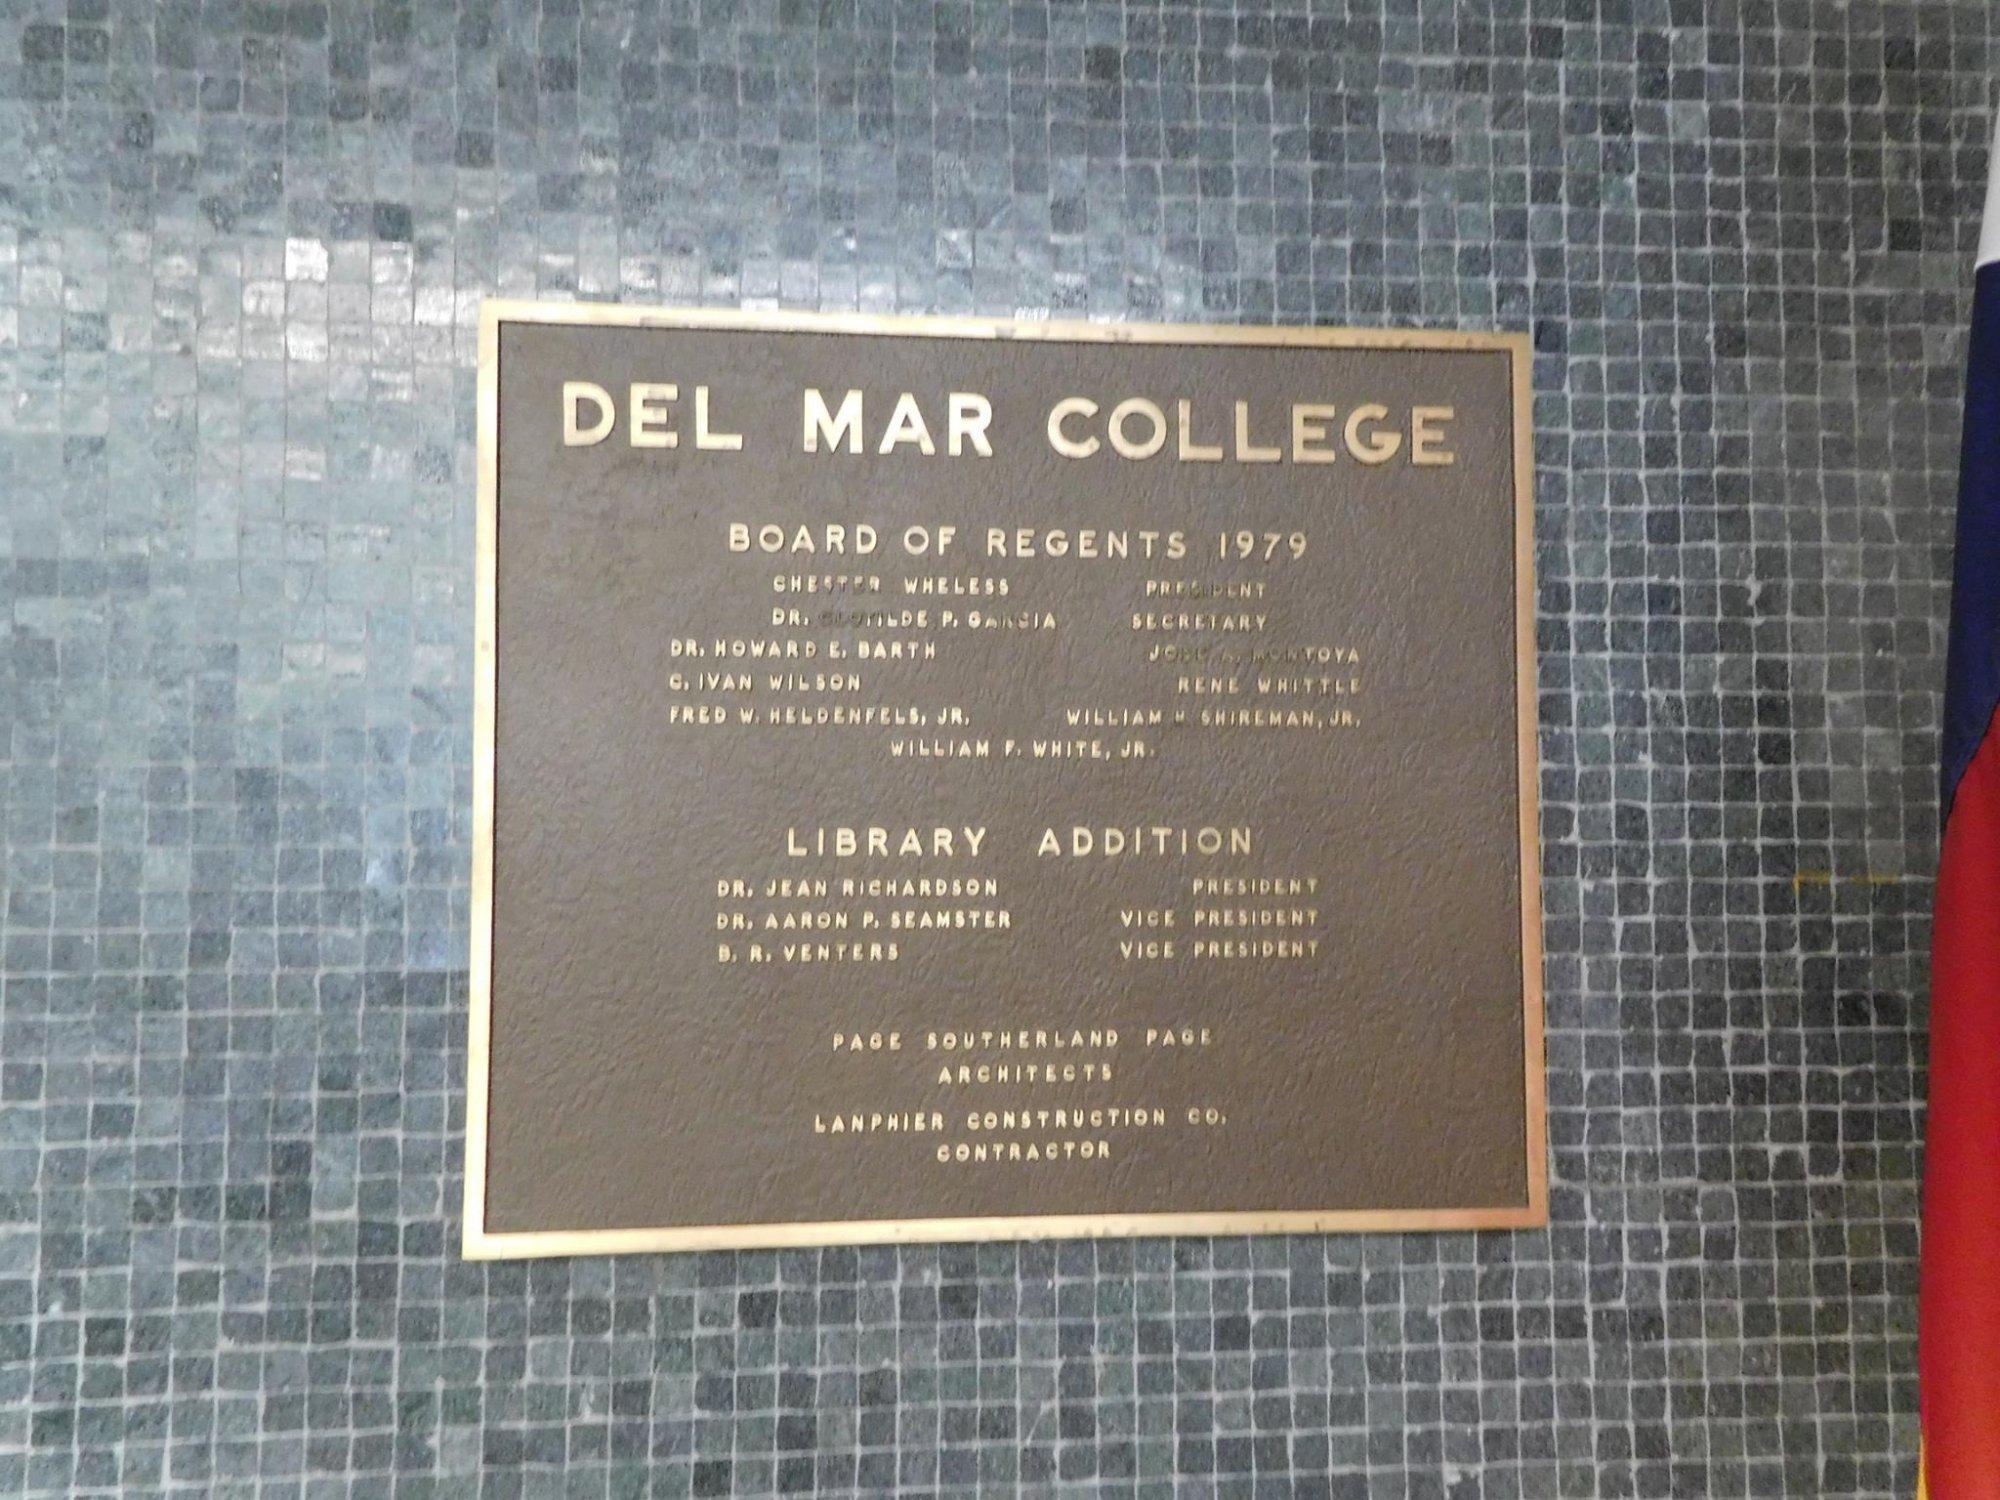 DEL MAR COLLEGE
BOARD OF REGENTS 1979
CHESTER WHELESS PRESIDENT
DR. CLOTILDE P. GARCIA SECRETARY
DR. HOWARD E. BARTH JOSE A. MONTOYA
C. IVAN WILSON RENE WHITTLE
FRED W. HELDENFELS, JR. WILLIAM H SHIREMAN, JR.
WILLIAM F. WHITE, JR.
LIBRARY ADDITION
DR. JEAN RICHARDSON PRESIDENT
DR. AARON P. SEAMSTER VICE PRESIDENT
B. R. VENTERS VICE PRESIDENT
PAGE SOUTHERLAND PAGE
ARCHITECTS
LANPHIER CONSTRUCTION CO.
CONTRACTOR